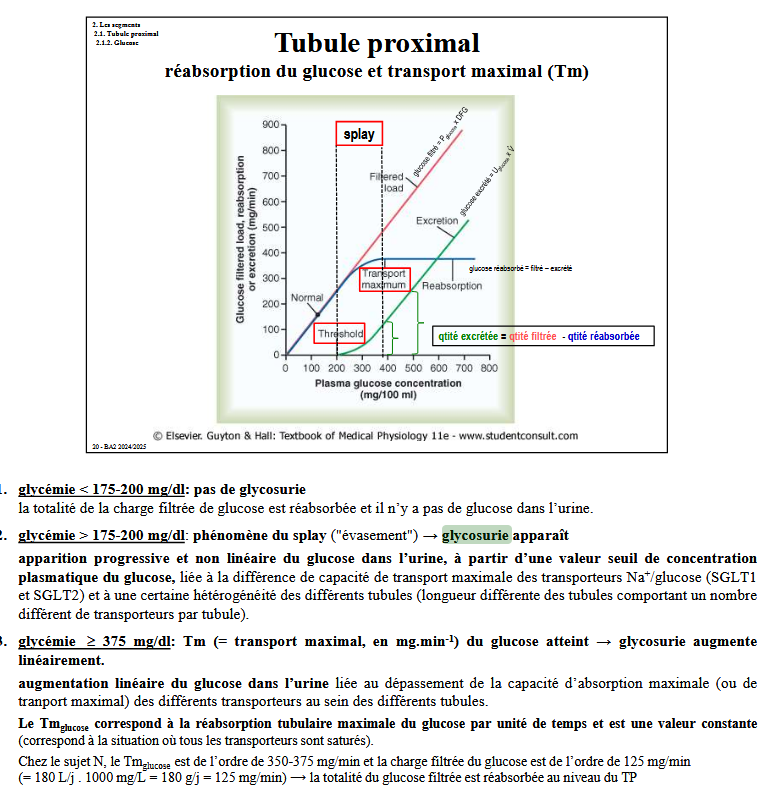 2. Les segments
2.1. Tubule proximal
2.1.2. Glucose
Tubule proximal
réabsorption du glucose et transport maximal (Tm)
Glucose filtered load, reabsorption
or excretion (mg/min)
900
800
700
600
500
400
300
200
100
0
splay
Filtered
load
glucose filtré = Pglucose x DFG
glucose excrété = Uglucose x V̇
Excretion
glucose réabsorbé = filtré – excrété
Transport
maximum
Reabsorption
Normal
Threshold
qtité excrétée = qtité filtrée - qtité réabsorbée
0 100 200 300 400 500 600 700 800
Plasma glucose concentration
(mg/100 ml)
© Elsevier. Guyton & Hall: Textbook of Medical Physiology 11e - www.studentconsult.com
20 - BA2 2024/2025
1. glycémie < 175-200 mg/dl: pas de glycosurie
la totalité de la charge filtrée de glucose est réabsorbée et il n’y a pas de glucose dans l’urine.
2. glycémie > 175-200 mg/dl: phénomène du splay ("évasement") → glycosurie apparaît
apparition progressive et non linéaire du glucose dans l’urine, à partir d’une valeur seuil de concentration
plasmatique du glucose, liée à la différence de capacité de transport maximale des transporteurs Na⁺/glucose (SGLT1
et SGLT2) et à une certaine hétérogénéité des différents tubules (longueur différente des tubules comportant un nombre
différent de transporteurs par tubule).
3. glycémie ≥ 375 mg/dl: Tm (= transport maximal, en mg.min⁻¹) du glucose atteint → glycosurie augmente
linéairement.
augmentation linéaire du glucose dans l’urine liée au dépassement de la capacité d’absorption maximale (ou de
tranport maximal) des différents transporteurs au sein des différents tubules.
Le Tmglucose correspond à la réabsorption tubulaire maximale du glucose par unité de temps et est une valeur constante
(correspond à la situation où tous les transporteurs sont saturés).
Chez le sujet N, le Tmglucose est de l’ordre de 350-375 mg/min et la charge filtrée du glucose est de l’ordre de 125 mg/min
(= 180 L/j . 1000 mg/L = 180 g/j = 125 mg/min) → la totalité du glucose filtrée est réabsorbée au niveau du TP